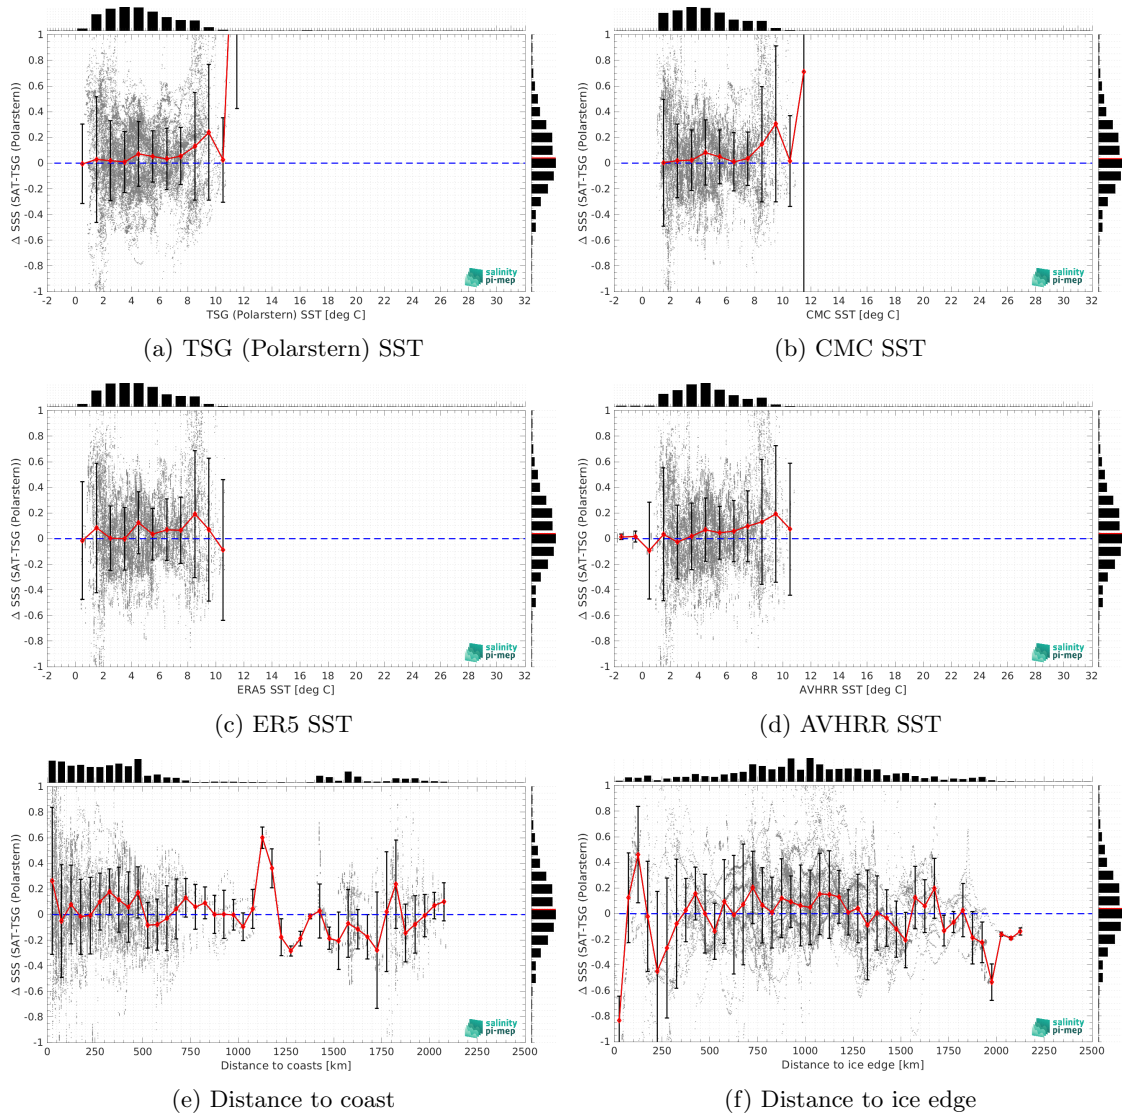 1
0.8
0.6
0.4
0.2
0
-0.2
-0.4
-0.6
-0.8
-1
Δ SSS (SAT-TSG (Polarstern))
salinity
pi-mep
-2 0 2 4 6 8 10 12 14 16 18 20 22 24 26 28 30 32
TSG (Polarstern) SST [deg C]
(a) TSG (Polarstern) SST
1
0.8
0.6
0.4
0.2
0
-0.2
-0.4
-0.6
-0.8
-1
Δ SSS (SAT-TSG (Polarstern))
salinity
pi-mep
-2 0 2 4 6 8 10 12 14 16 18 20 22 24 26 28 30 32
CMC SST [deg C]
(b) CMC SST
1
0.8
0.6
0.4
0.2
0
-0.2
-0.4
-0.6
-0.8
-1
Δ SSS (SAT-TSG (Polarstern))
salinity
pi-mep
-2 0 2 4 6 8 10 12 14 16 18 20 22 24 26 28 30 32
ERA5 SST [deg C]
(c) ER5 SST
1
0.8
0.6
0.4
0.2
0
-0.2
-0.4
-0.6
-0.8
-1
Δ SSS (SAT-TSG (Polarstern))
salinity
pi-mep
-2 0 2 4 6 8 10 12 14 16 18 20 22 24 26 28 30 32
AVHRR SST [deg C]
(d) AVHRR SST
1
0.8
0.6
0.4
0.2
0
-0.2
-0.4
-0.6
-0.8
-1
Δ SSS (SAT-TSG (Polarstern))
salinity
pi-mep
0 250 500 750 1000 1250 1500 1750 2000 2250 2500
Distance to coasts [km]
(e) Distance to coast
1
0.8
0.6
0.4
0.2
0
-0.2
-0.4
-0.6
-0.8
-1
Δ SSS (SAT-TSG (Polarstern))
salinity
pi-mep
0 250 500 750 1000 1250 1500 1750 2000 2250 2500
Distance to ice edge [km]
(f) Distance to ice edge